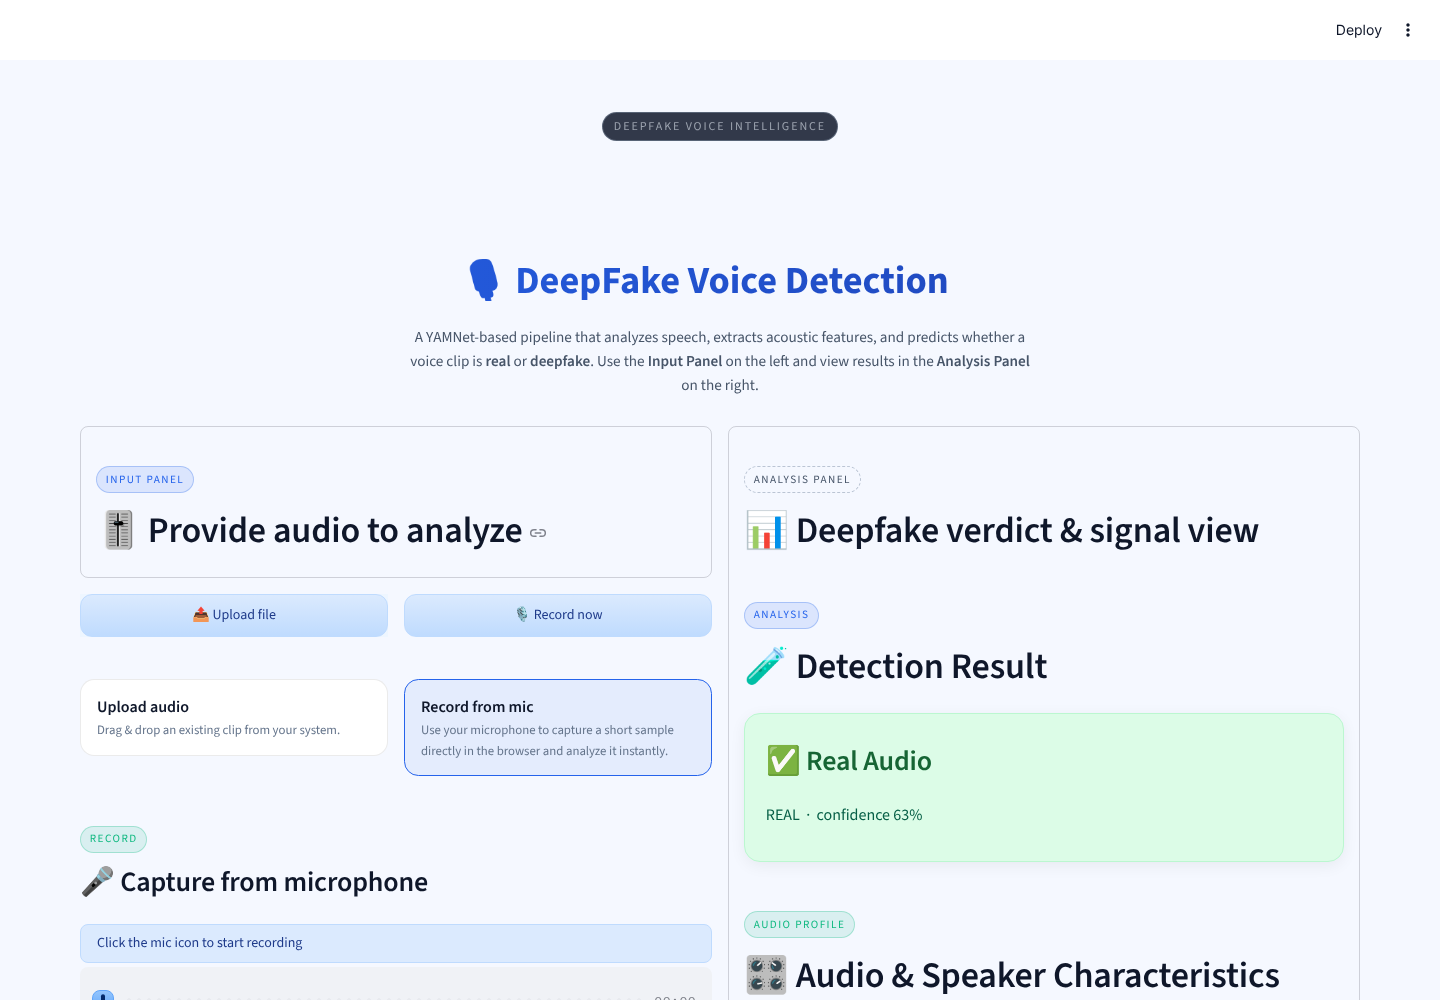 Deploy
DEEPFAKE VOICE INTELLIGENCE
DeepFake Voice Detection
A YAMNet-based pipeline that analyzes speech, extracts acoustic features, and predicts whether a
voice clip is real or deepfake. Use the Input Panel on the left and view results in the Analysis Panel
on the right.
INPUT PANEL
Provide audio to analyze
Upload file
Record now
Upload audio
Drag & drop an existing clip from your system.
Record from mic
Use your microphone to capture a short sample
directly in the browser and analyze it instantly.
RECORD
Capture from microphone
Click the mic icon to start recording
ANALYSIS PANEL
Deepfake verdict & signal view
ANALYSIS
Detection Result
✅ Real Audio
REAL · confidence 63%
AUDIO PROFILE
Audio & Speaker Characteristics